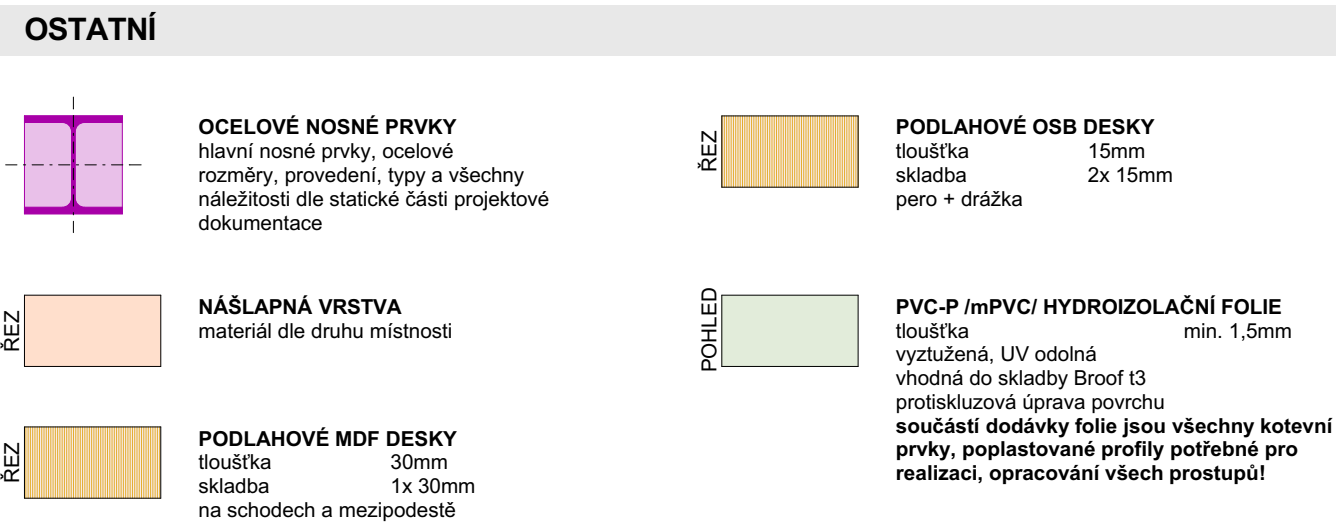 OSTATNÍ
OCELOVÉ NOSNÉ PRVKY
hlavní nosné prvky, ocelové
rozměry, provedení, typy a všechny
náležitosti dle statické části projektové
dokumentace
ŘEZ
NÁŠLAPNÁ VRSTVA
materiál dle druhu místnosti
ŘEZ
PODLAHOVÉ MDF DESKY
tloušťka 30mm
skladba 1x 30mm
na schodech a mezipodestě
ŘEZ
PODLAHOVÉ OSB DESKY
tloušťka 15mm
skladba 2x 15mm
pero + drážka
POHLED
PVC-P /mPVC/ HYDROIZOLAČNÍ FOLIE
tloušťka min. 1,5mm
vyztužená, UV odolná
vhodná do skladby Broof t3
protiskluzová úprava povrchu
součástí dodávky folie jsou všechny kotevní
prvky, poplastované profily potřebné pro
realizaci, opracování všech prostupů!